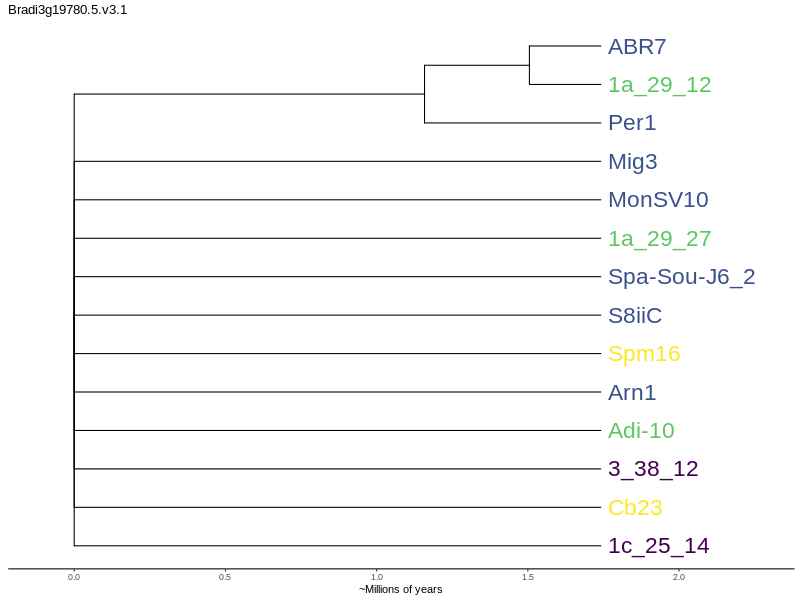 Bradi3g19780.5.v3.1
ABR7
1a_29_12
Per1
Mig3
MonSV10
1a_29_27
Spa-Sou-J6_2
S8iiC
Spm16
Arn1
Adi-10
3_38_12
Cb23
1c_25_14
0.0 0.5 1.0 1.5 2.0
~Millions of years